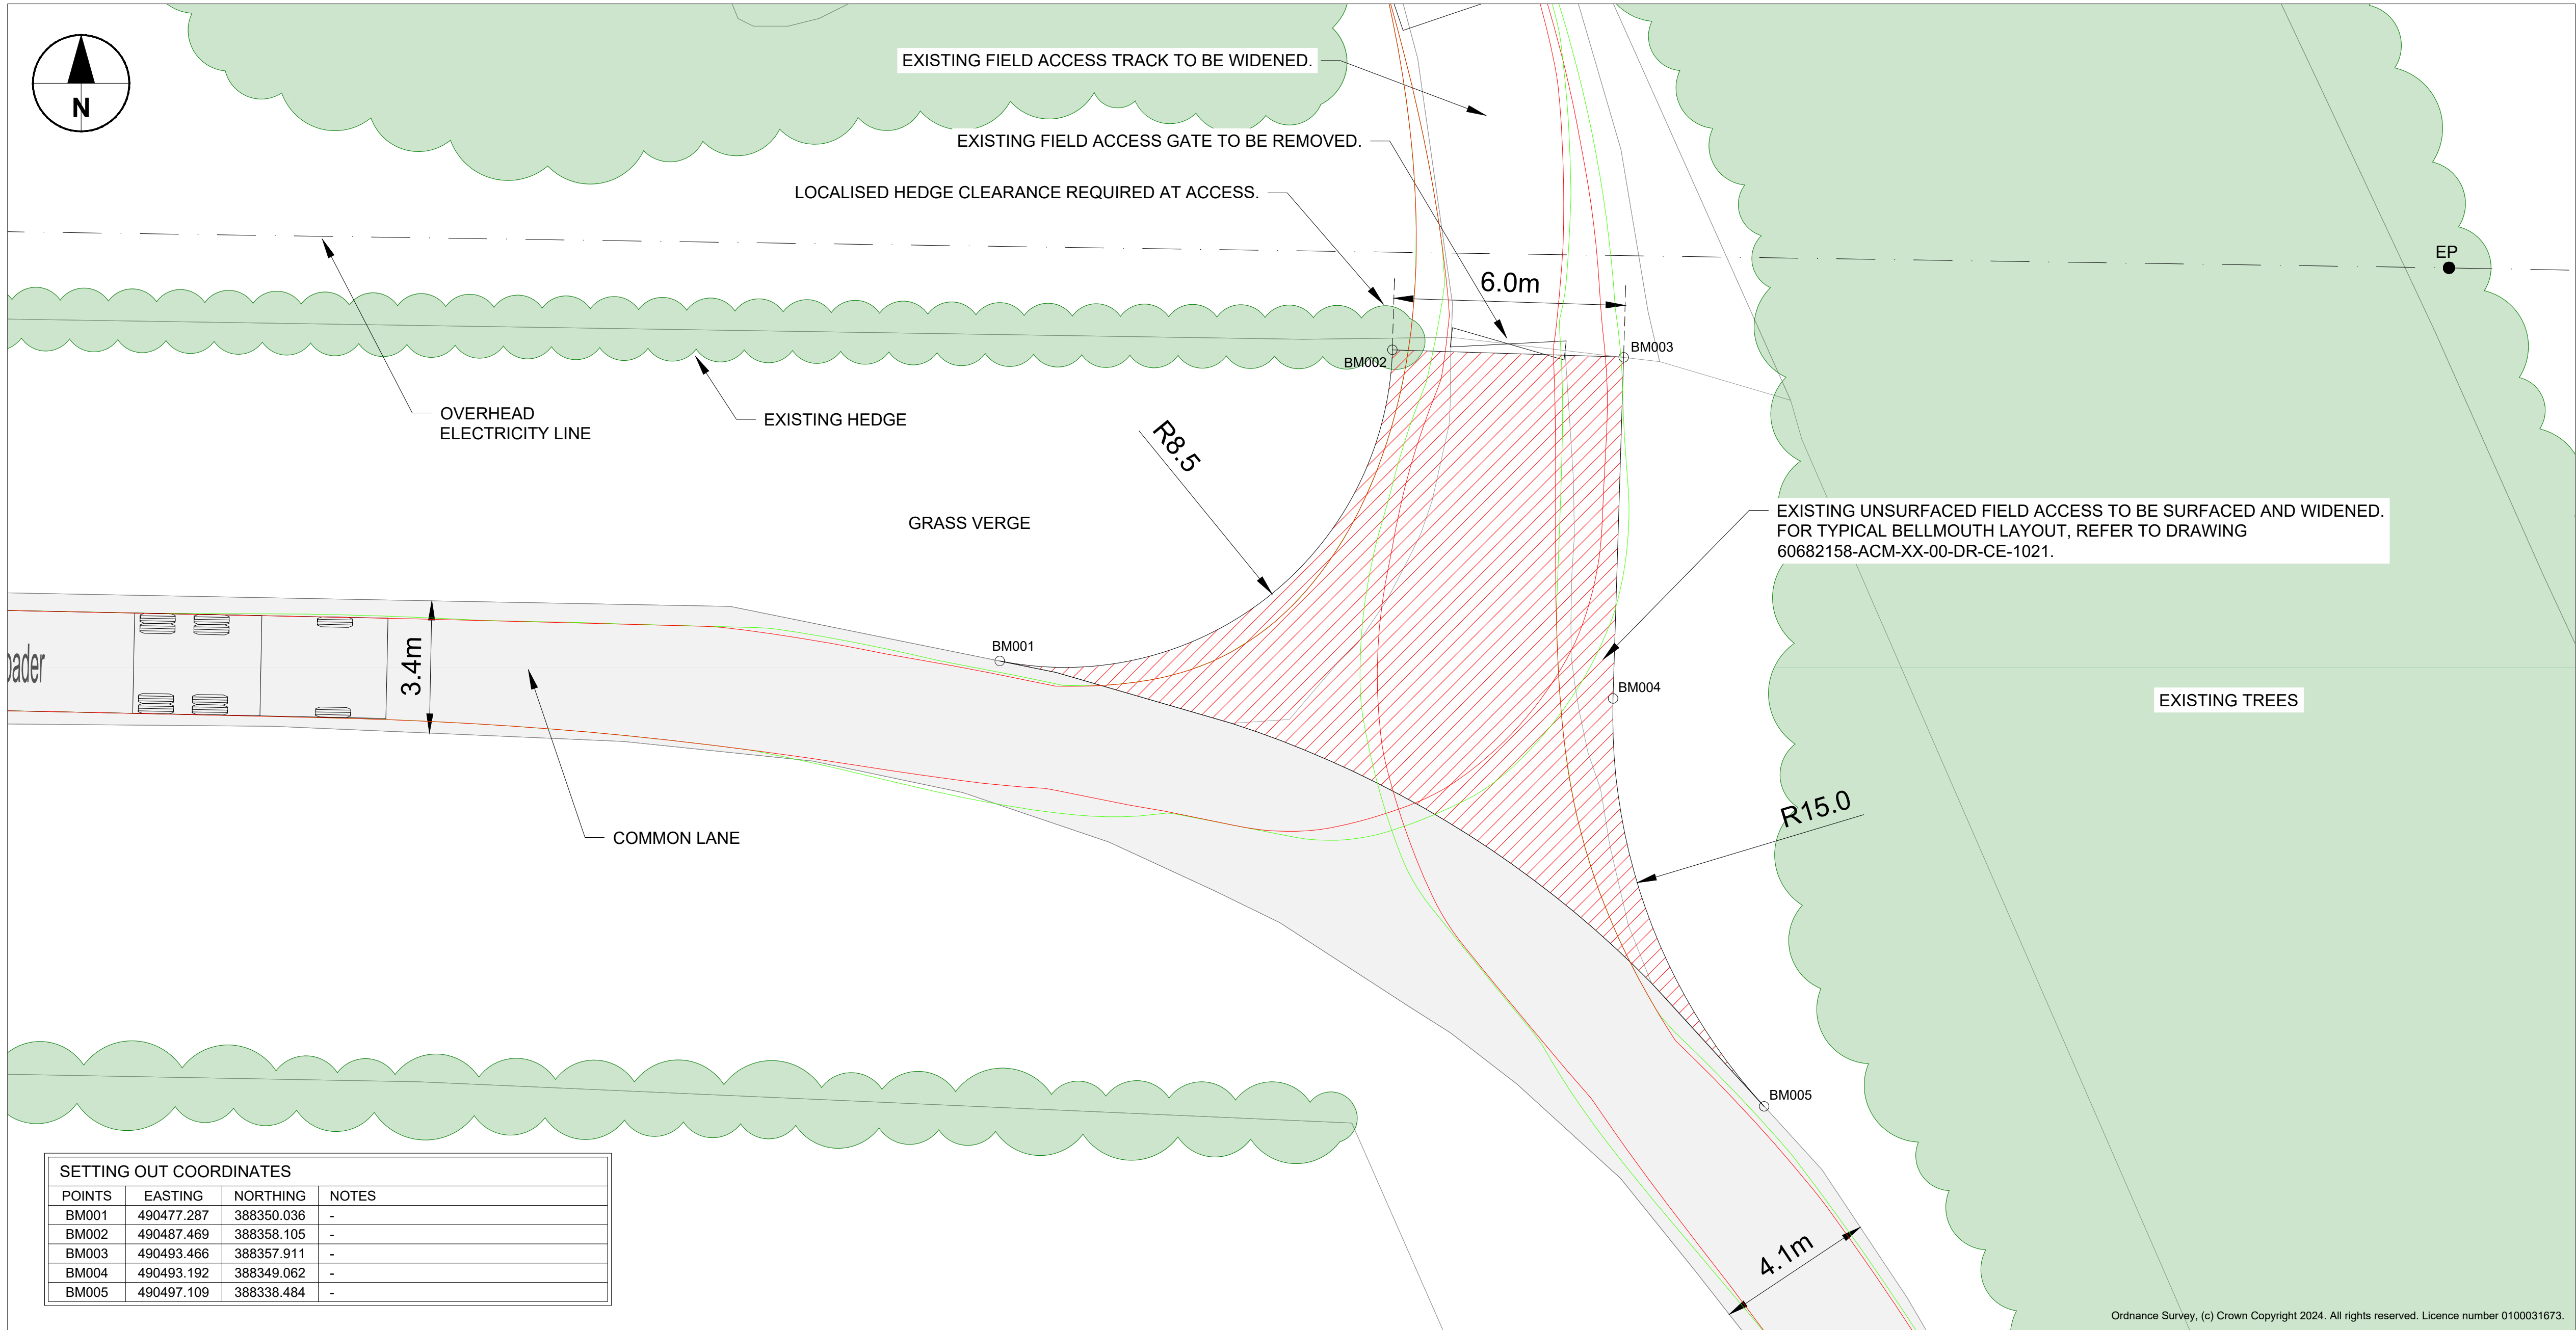 EXISTING FIELD ACCESS TRACK TO BE WIDENED.
N
EXISTING FIELD ACCESS GATE TO BE REMOVED.
LOCALISED HEDGE CLEARANCE REQUIRED AT ACCESS.
EP
6.0m
BM003
BM002
OVERHEAD
ELECTRICITY LINE
EXISTING HEDGE
R8.5
GRASS VERGE
EXISTING UNSURFACED FIELD ACCESS TO BE SURFACED AND WIDENED.
FOR TYPICAL BELLMOUTH LAYOUT, REFER TO DRAWING
60682158-ACM-XX-00-DR-CE-1021.
BM001
3.4m
BM004
EXISTING TREES
R15.0
COMMON LANE
BM005
SETTING OUT COORDINATES
POINTS EASTING NORTHING NOTES
BM001 490477.287 388350.036 -
BM002 490487.469 388358.105 -
BM003 490493.466 388357.911 -
BM004 490493.192 388349.062 -
BM005 490497.109 388338.484 -
4.1m
Ordnance Survey, (c) Crown Copyright 2024. All rights reserved. Licence number 0100031673.